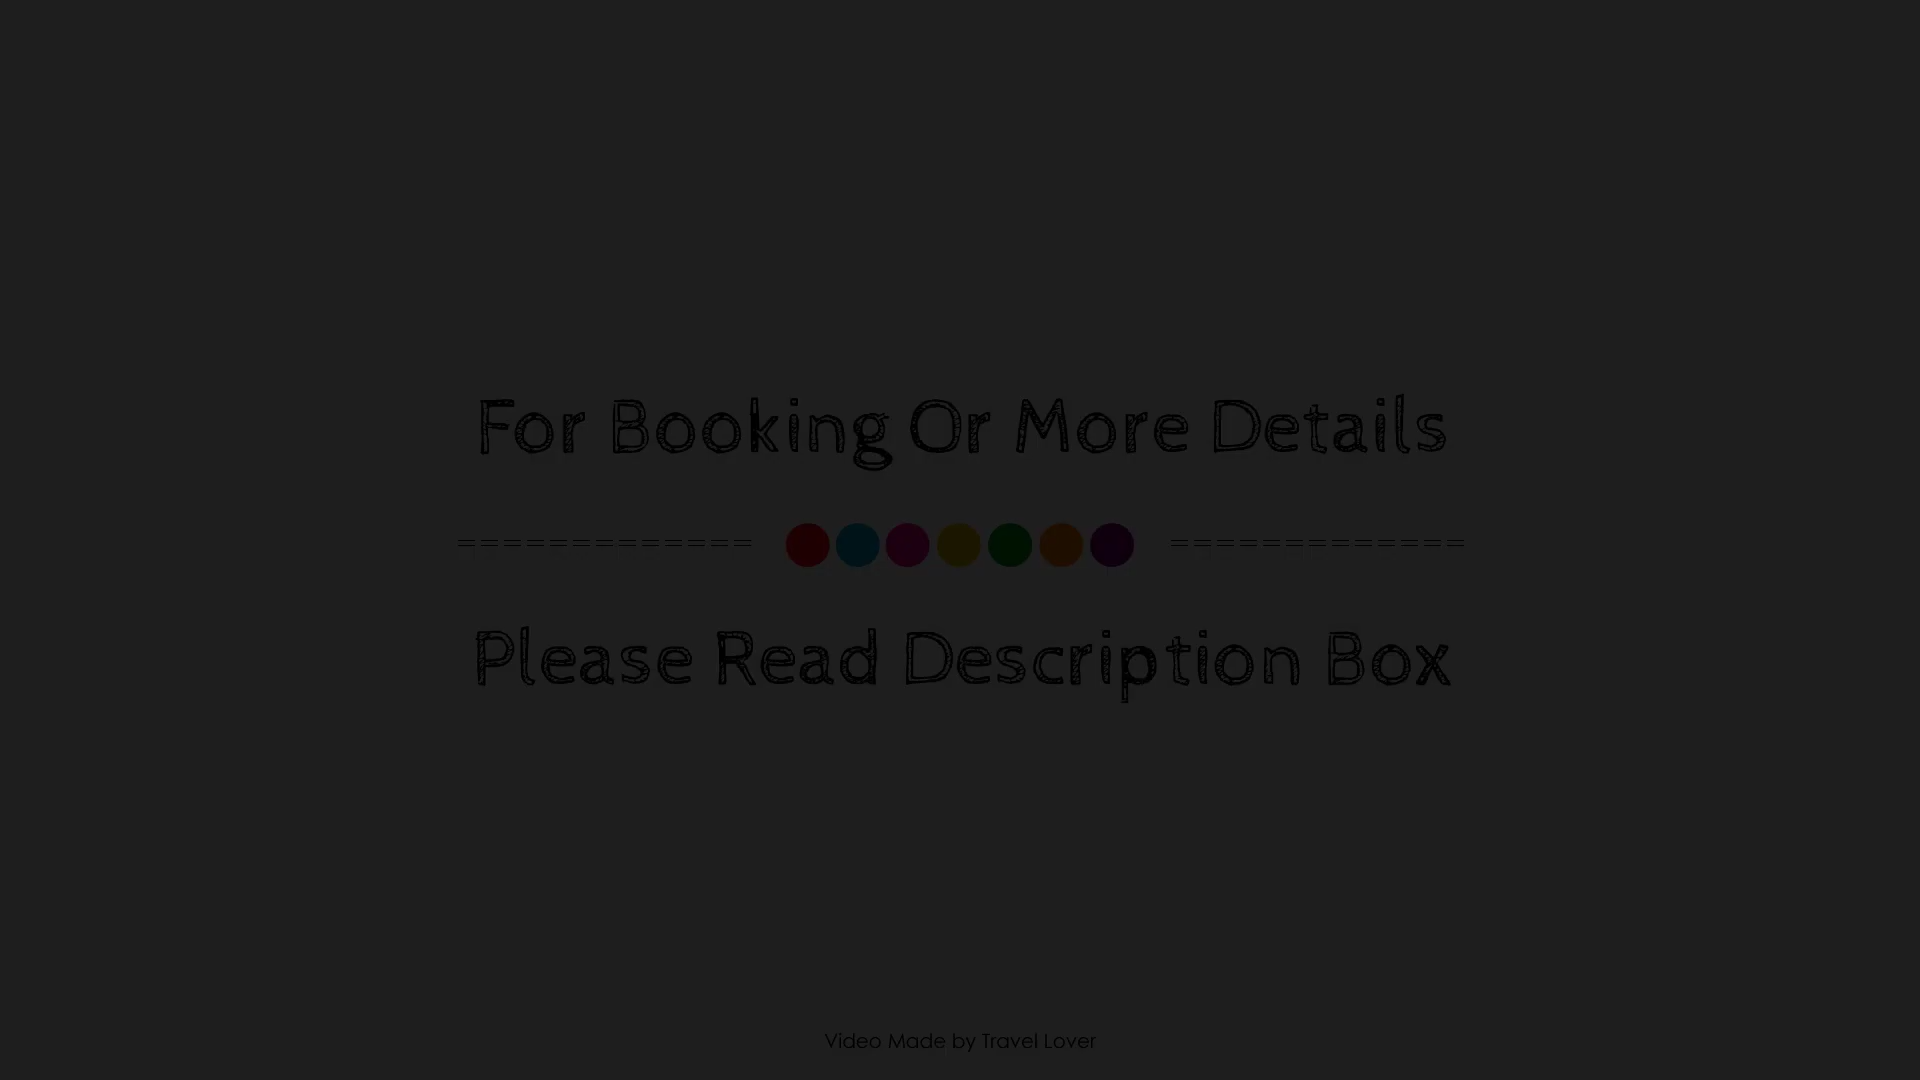 For Booking Or More Details
============= =============
Please Read Description Box
Video Made by Travel Lover